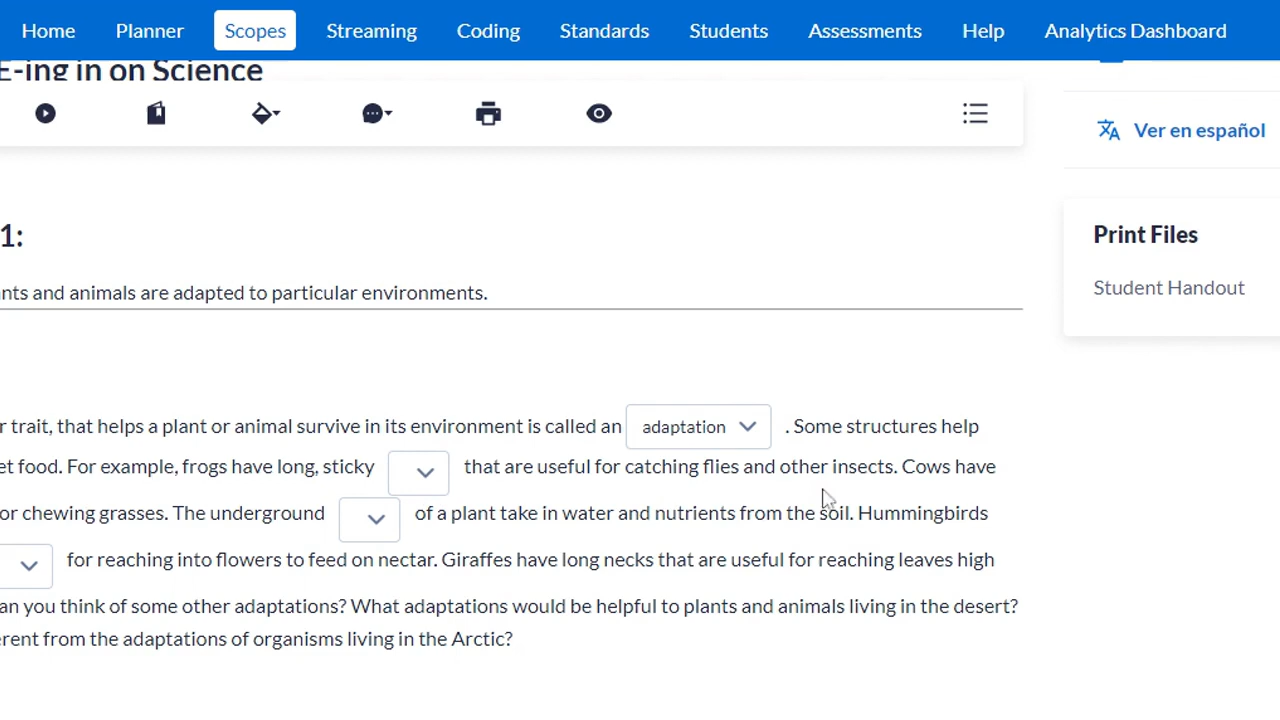 Home Planner Scopes Streaming Coding Standards Students Assessments Help Analytics Dashboard
E-ing in on Science
Ver en español
1:
Print Files
Student Handout
nts and animals are adapted to particular environments.
r trait, that helps a plant or animal survive in its environment is called an adaptation . Some structures help
et food. For example, frogs have long, sticky that are useful for catching flies and other insects. Cows have
or chewing grasses. The underground of a plant take in water and nutrients from the soil. Hummingbirds
for reaching into flowers to feed on nectar. Giraffes have long necks that are useful for reaching leaves high
an you think of some other adaptations? What adaptations would be helpful to plants and animals living in the desert?
erent from the adaptations of organisms living in the Arctic?